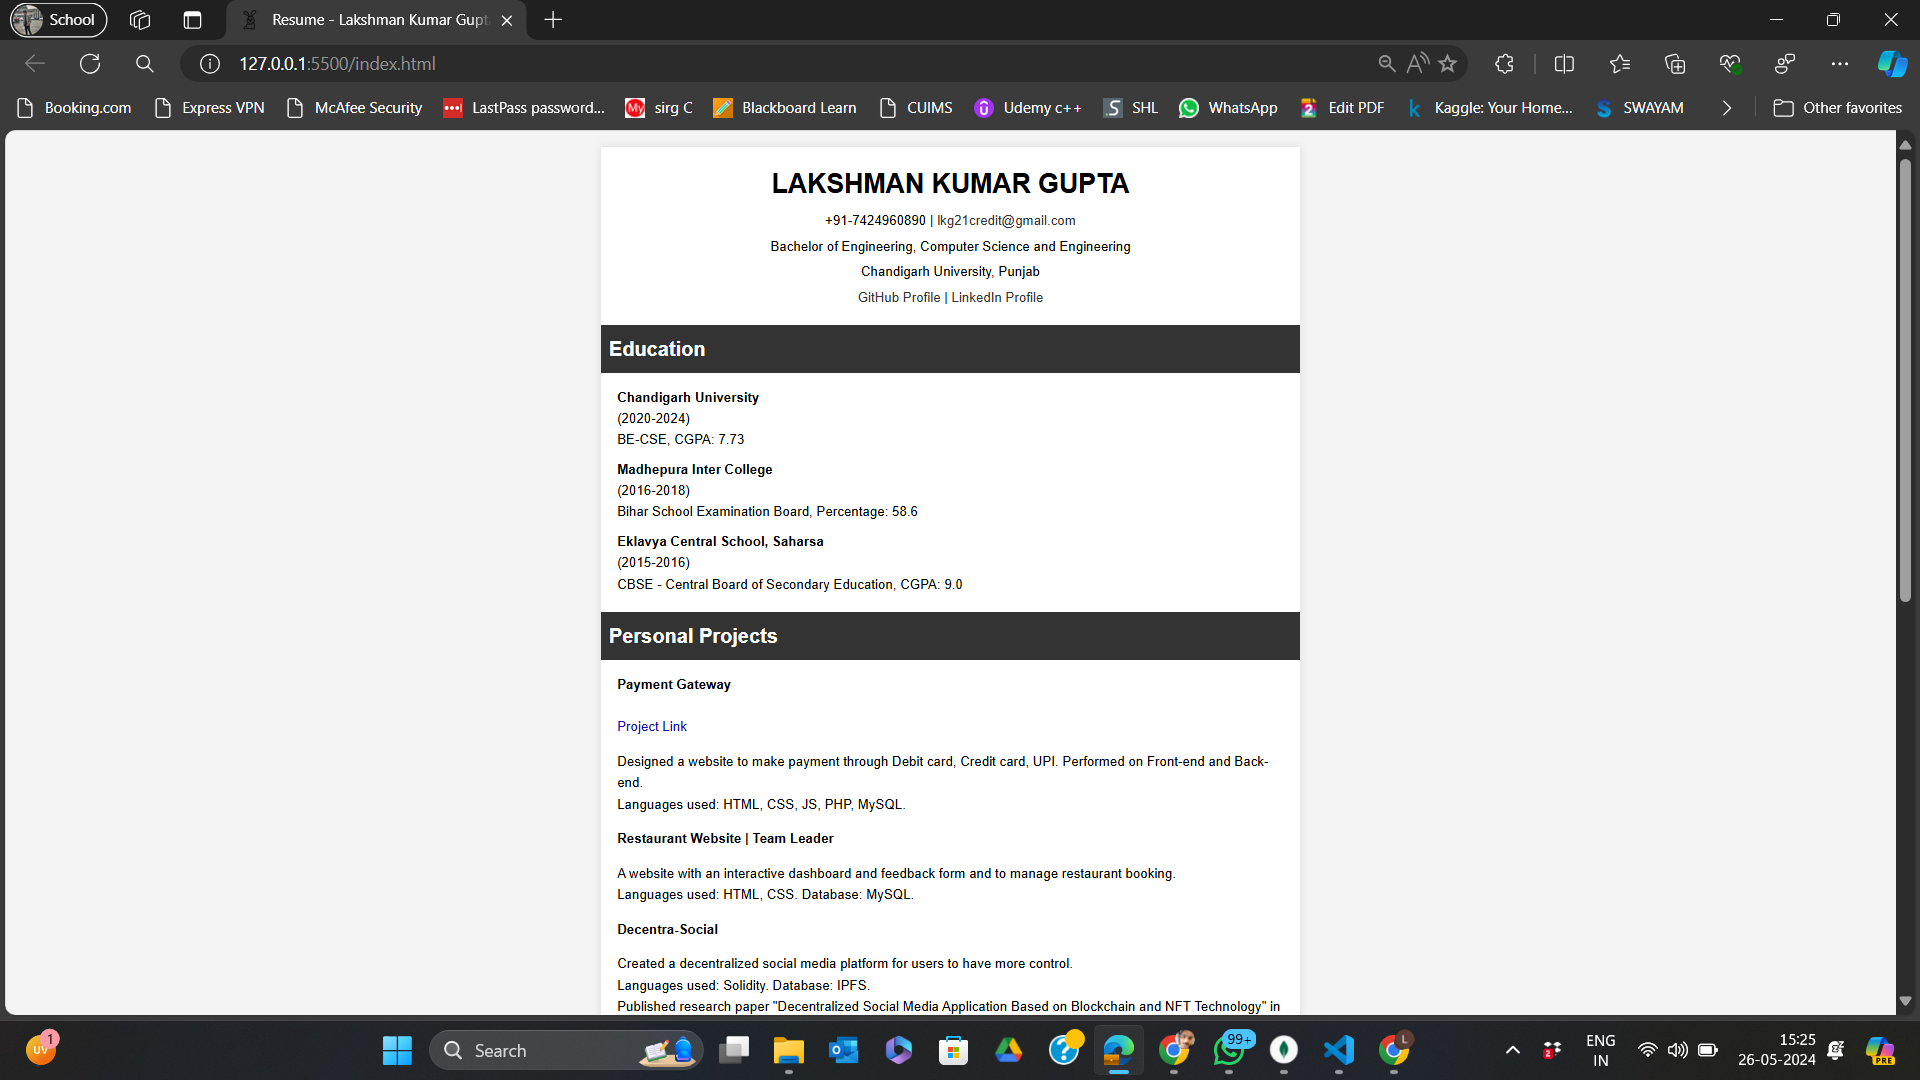 School
Resume - Lakshman Kumar Gupt
127.0.0.1:5500/index.html
Booking.com
Express VPN
McAfee Security
LastPass password...
My
sirg C
Blackboard Learn
CUIMS
Udemy c++
SHL
WhatsApp
Edit PDF
Kaggle: Your Home...
SWAYAM
Other favorites
LAKSHMAN KUMAR GUPTA
+91-7424960890 | lkg21credit@gmail.com
Bachelor of Engineering, Computer Science and Engineering
Chandigarh University, Punjab
GitHub Profile | LinkedIn Profile
Education
Chandigarh University
(2020-2024)
BE-CSE, CGPA: 7.73
Madhepura Inter College
(2016-2018)
Bihar School Examination Board, Percentage: 58.6
Eklavya Central School, Saharsa
(2015-2016)
CBSE - Central Board of Secondary Education, CGPA: 9.0
Personal Projects
Payment Gateway
Project Link
Designed a website to make payment through Debit card, Credit card, UPI. Performed on Front-end and Back-
end.
Languages used: HTML, CSS, JS, PHP, MySQL.
Restaurant Website | Team Leader
A website with an interactive dashboard and feedback form and to manage restaurant booking.
Languages used: HTML, CSS. Database: MySQL.
Decentra-Social
Created a decentralized social media platform for users to have more control.
Languages used: Solidity. Database: IPFS.
Published research paper "Decentralized Social Media Application Based on Blockchain and NFT Technology" in
UV
1
Search
99+
L
2
ENG
IN
15:25
26-05-2024
PRE